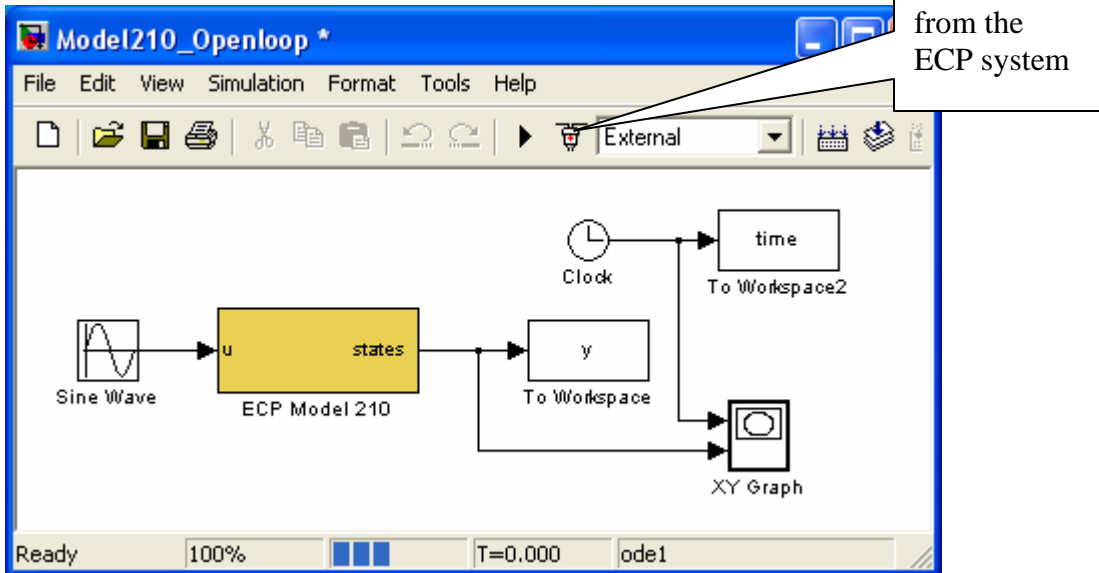 from the
ECP system
Model210_Openloop *
File Edit View Simulation Format Tools Help
External
time
Clock
To Workspace2
u
states
y
Sine Wave
ECP Model 210
To Workspace
XY Graph
Ready 100% T=0.000 ode1